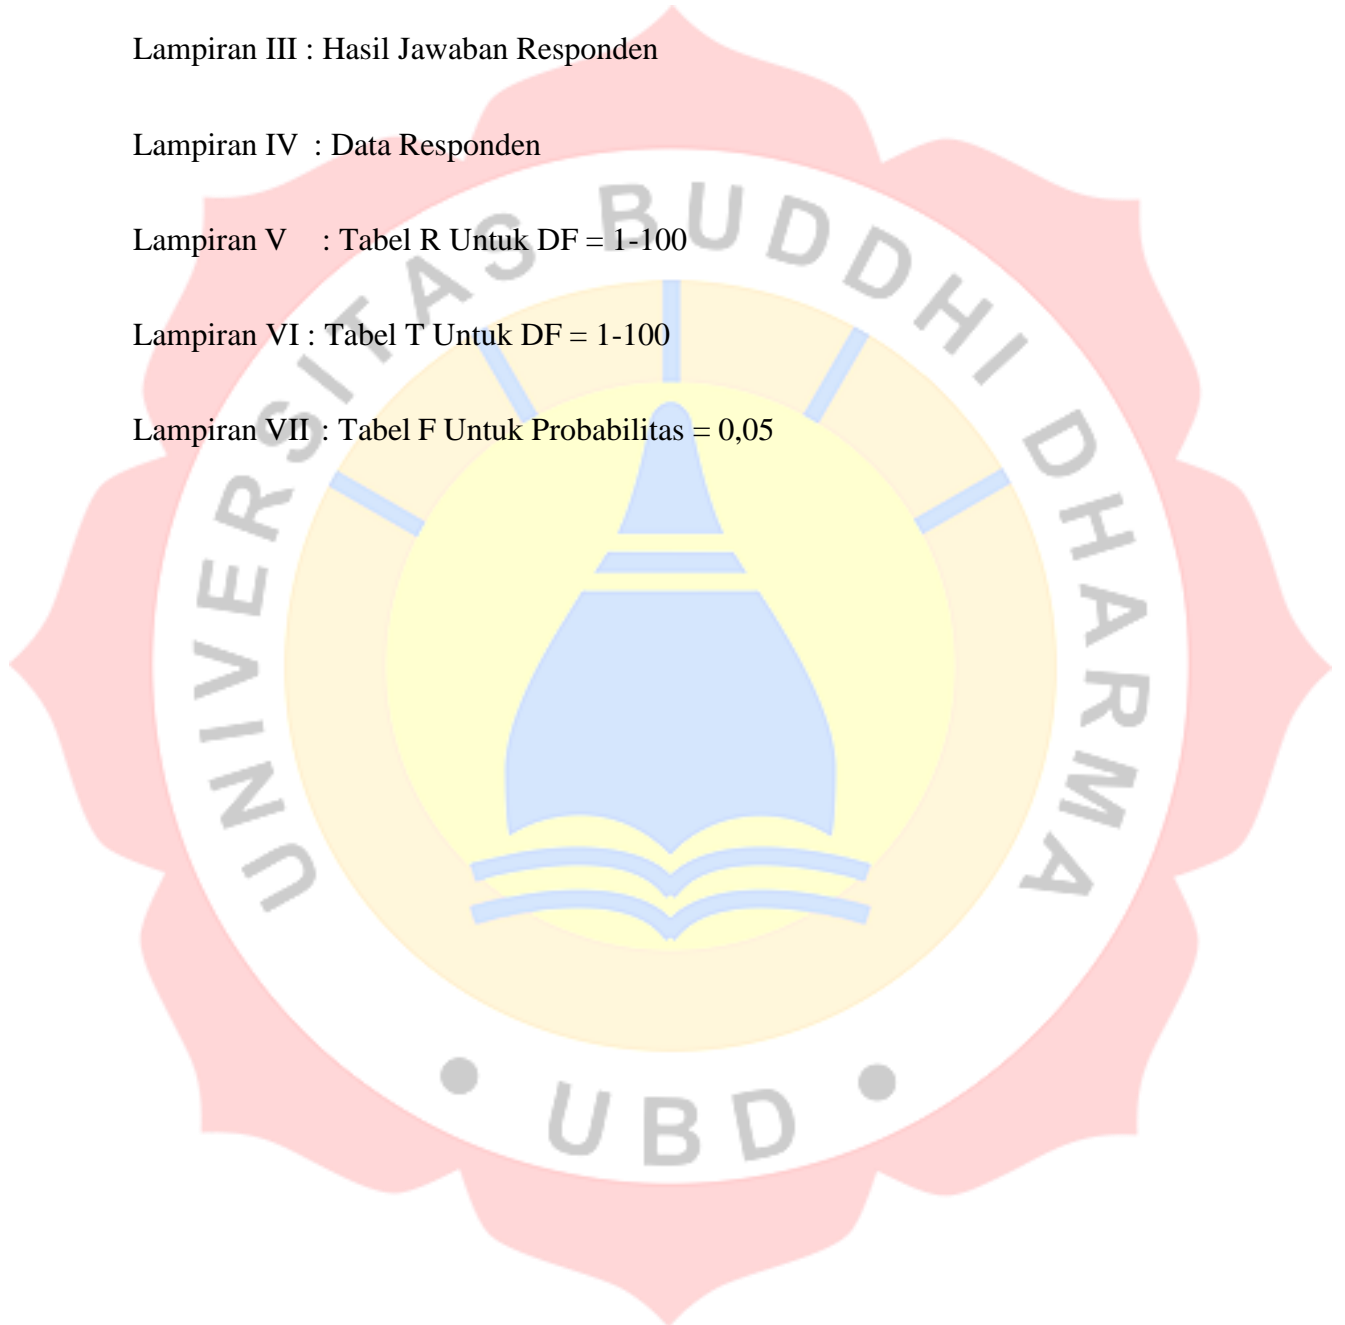 Lampiran III : Hasil Jawaban Responden
Lampiran IV : Data Responden
Lampiran V : Tabel R Untuk DF = 1-100
Lampiran VI : Tabel T Untuk DF = 1-100
Lampiran VII : Tabel F Untuk Probabilitas = 0,05
UNIVERSITAS BUDDHI DHARMA
• UBD •